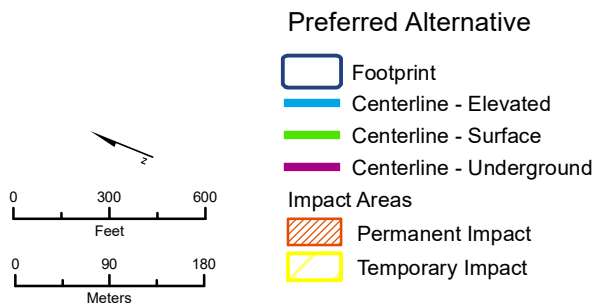 Preferred Alternative
Footprint
Centerline - Elevated
Centerline - Surface
Centerline - Underground
Impact Areas
Permanent Impact
Temporary Impact
z
0 300 600
Feet
0 90 180
Meters